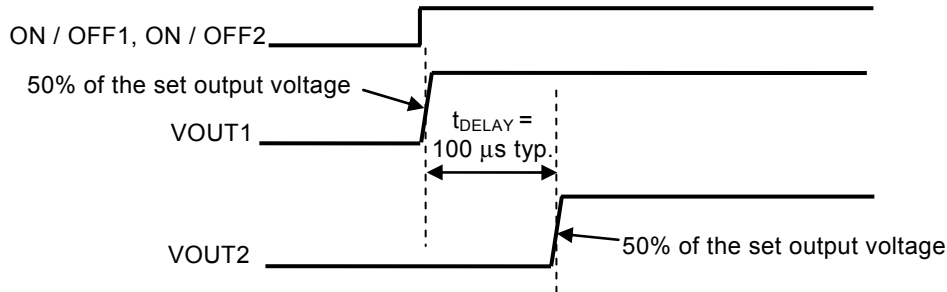 ON / OFF1, ON / OFF2
50% of the set output voltage
VOUT1
tDELAY =
100 μs typ.
VOUT2
50% of the set output voltage